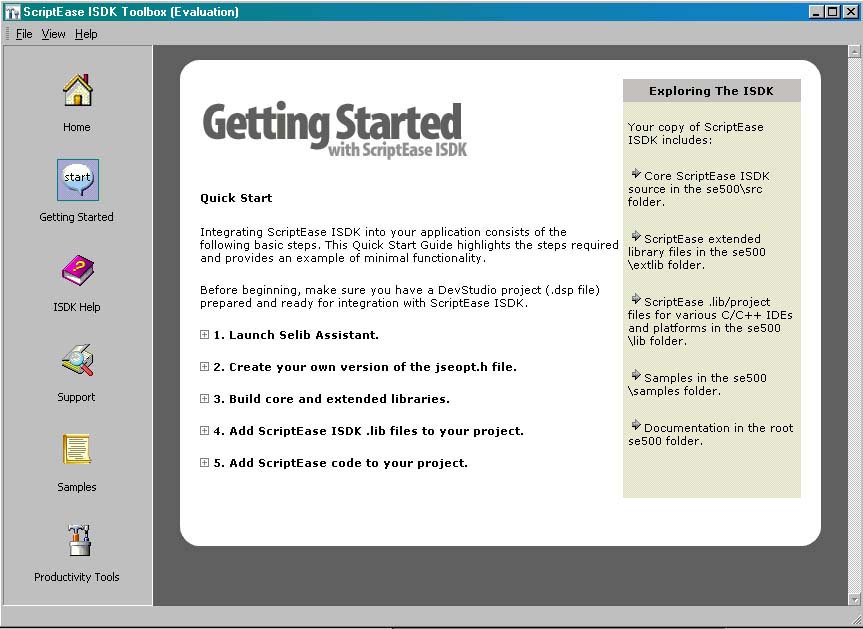 ScriptEase ISDK Toolbox (Evaluation)
File View Help
Home
start
Getting Started
ISDK Help
Support
Samples
Productivity Tools
Getting Started
with ScriptEase ISDK
Quick Start
Integrating ScriptEase ISDK into your application consists of the
following basic steps. This Quick Start Guide highlights the steps required
and provides an example of minimal functionality.
Before beginning, make sure you have a DevStudio project (.dsp file)
prepared and ready for integration with ScriptEase ISDK.
1. Launch Selib Assistant.
2. Create your own version of the jseopt.h file.
3. Build core and extended libraries.
4. Add ScriptEase ISDK .lib files to your project.
5. Add ScriptEase code to your project.
Exploring The ISDK
Your copy of ScriptEase
ISDK includes:
Core ScriptEase ISDK
source in the se500\src
folder.
ScriptEase extended
library files in the se500
\extlib folder.
ScriptEase .lib/project
files for various C/C++ IDEs
and platforms in the se500
\lib folder.
Samples in the se500
\samples folder.
Documentation in the root
se500 folder.